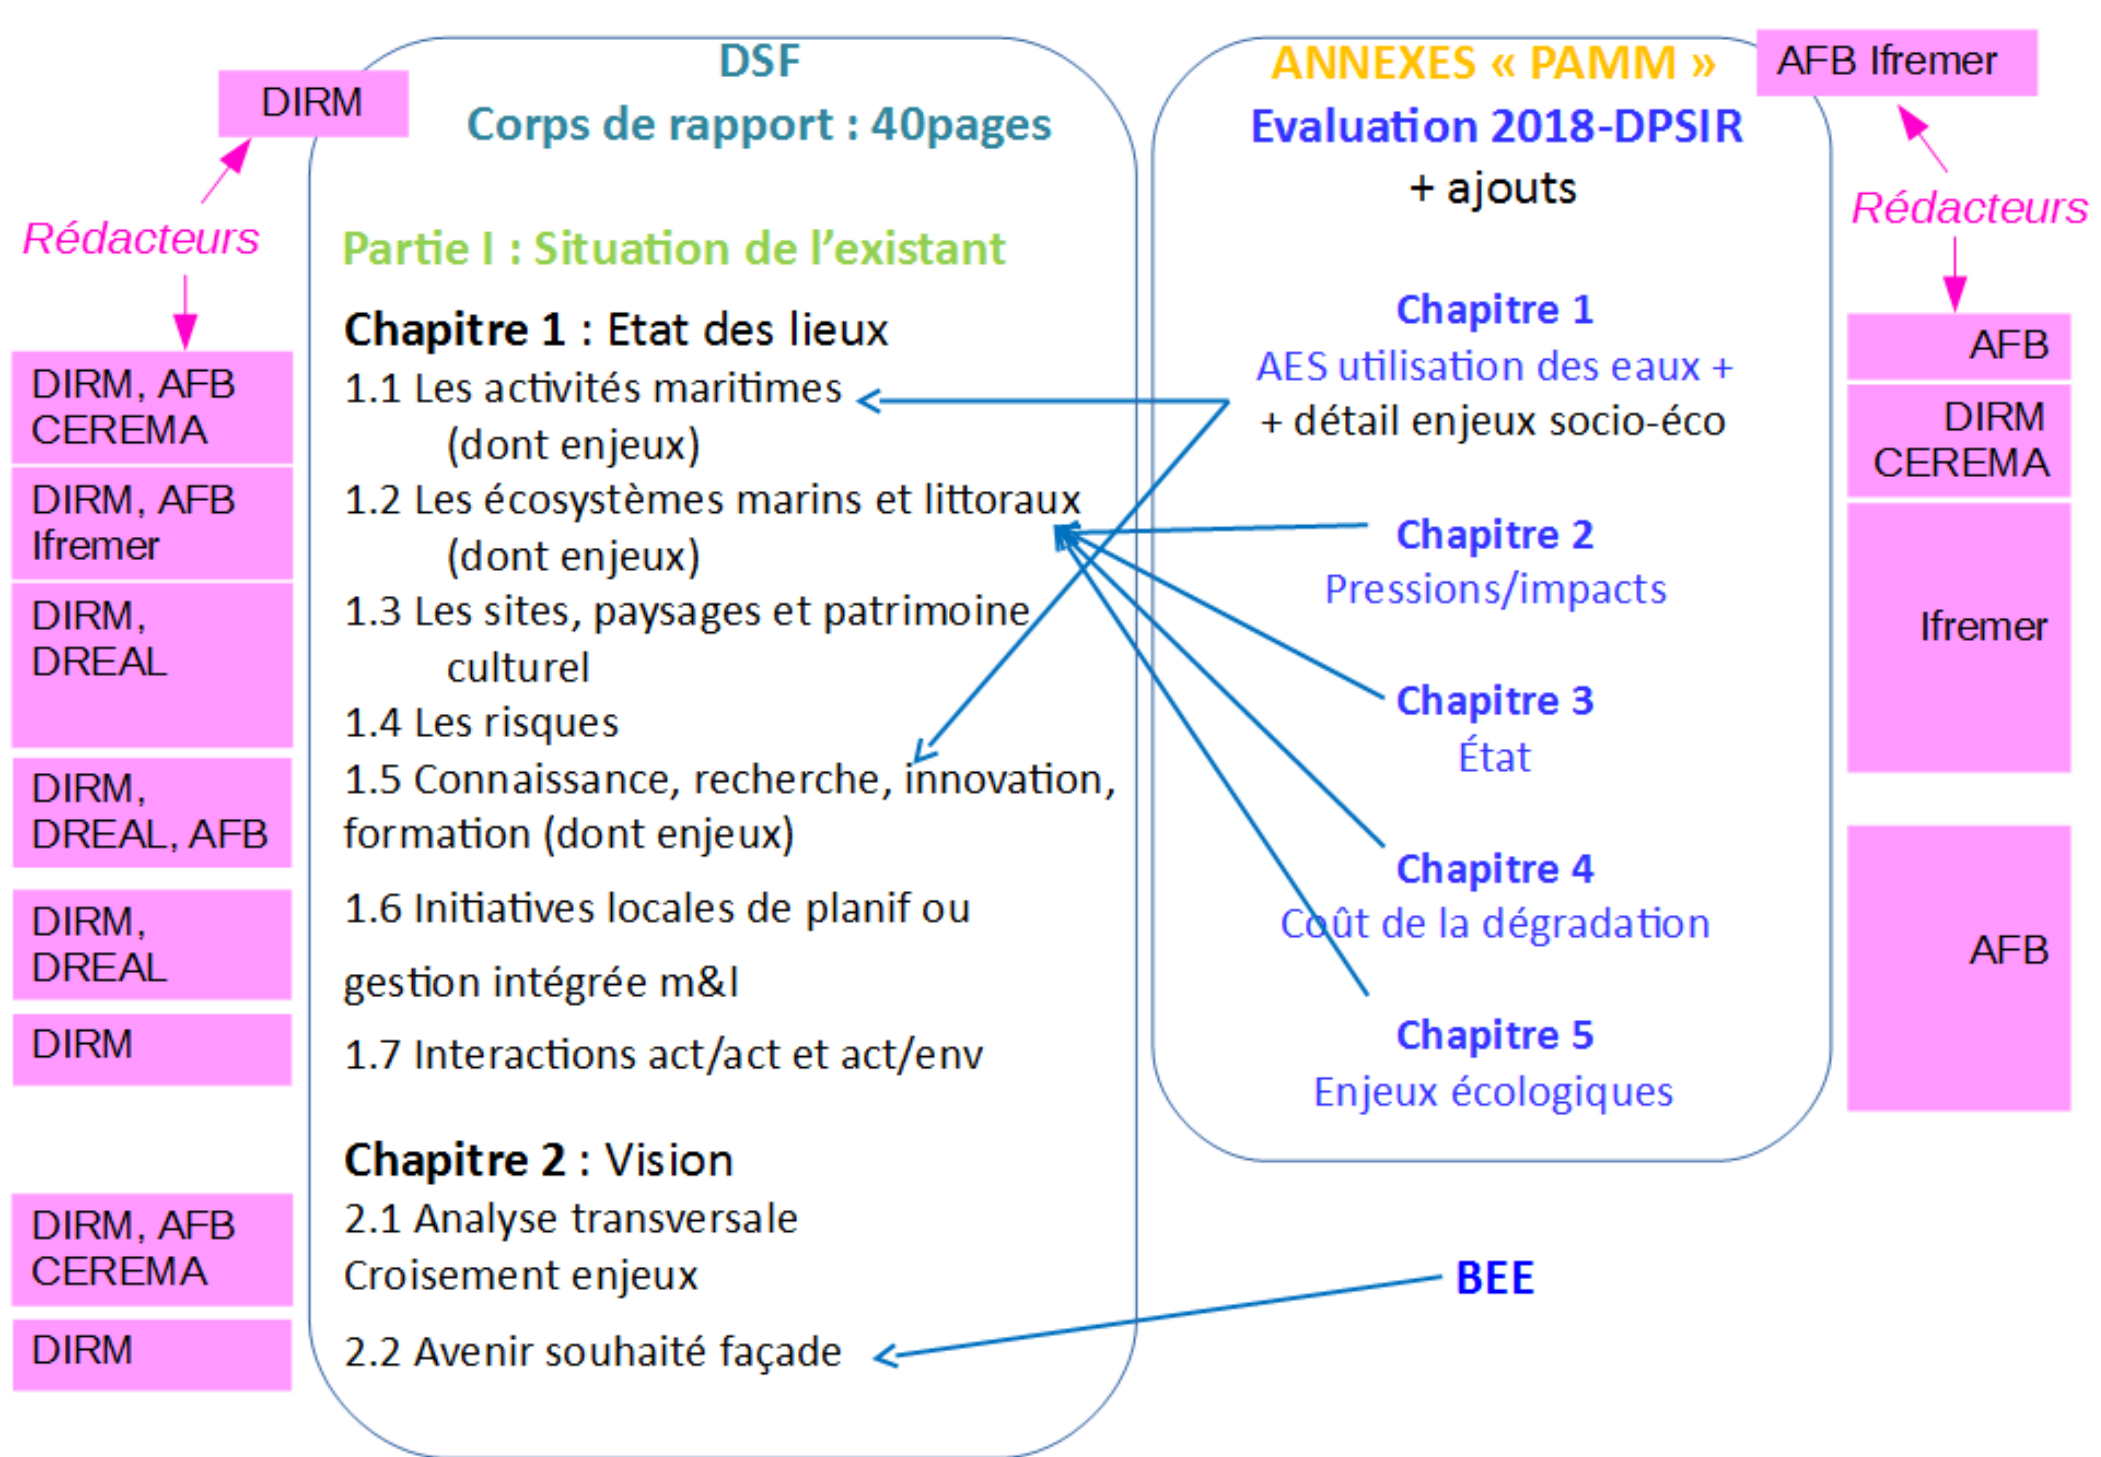 DIRM
Rédacteurs
DIRM, AFB
CEREMA
DIRM, AFB
Ifremer
DIRM,
DREAL
DIRM,
DREAL, AFB
DIRM,
DREAL
DIRM
DIRM, AFB
CEREMA
DIRM
DSF
Corps de rapport : 40pages
Partie I : Situation de l’existant
Chapitre 1 : Etat des lieux
1.1 Les activités maritimes
(dont enjeux)
1.2 Les écosystèmes marins et littoraux
(dont enjeux)
1.3 Les sites, paysages et patrimoine
culturel
1.4 Les risques
1.5 Connaissance, recherche, innovation,
formation (dont enjeux)
1.6 Initiatives locales de planif ou
gestion intégrée m&l
1.7 Interactions act/act et act/env
Chapitre 2 : Vision
2.1 Analyse transversale
Croisement enjeux
2.2 Avenir souhaité façade
ANNEXES « PAMM »
Evaluation 2018-DPSIR
+ ajouts
Chapitre 1
AES utilisation des eaux +
+ détail enjeux socio-éco
Chapitre 2
Pressions/impacts
Chapitre 3
État
Chapitre 4
Coût de la dégradation
Chapitre 5
Enjeux écologiques
BEE
AFB Ifremer
Rédacteurs
AFB
DIRM
CEREMA
Ifremer
AFB